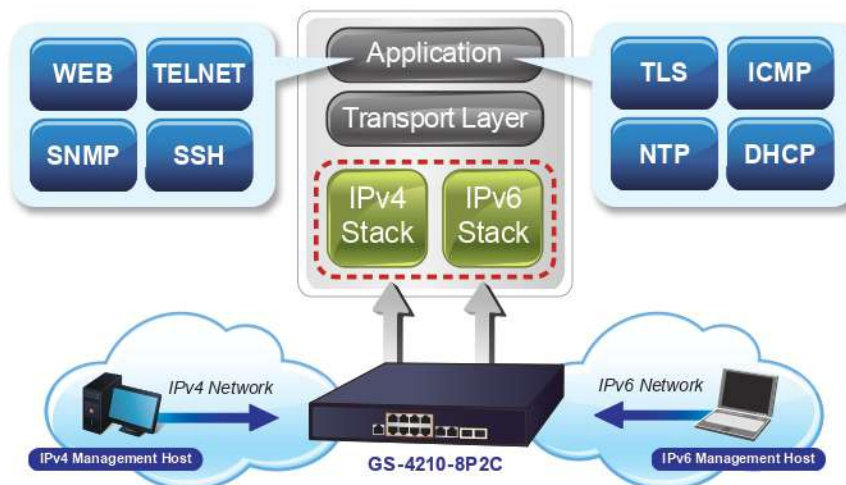 WEB
TELNET
SNMP
SSH
Application
Transport Layer
IPv4
Stack
IPv6
Stack
TLS
ICMP
NTP
DHCP
IPv4 Network
IPv4 Management Host
GS-4210-8P2C
IPv6 Network
IPv6 Management Host